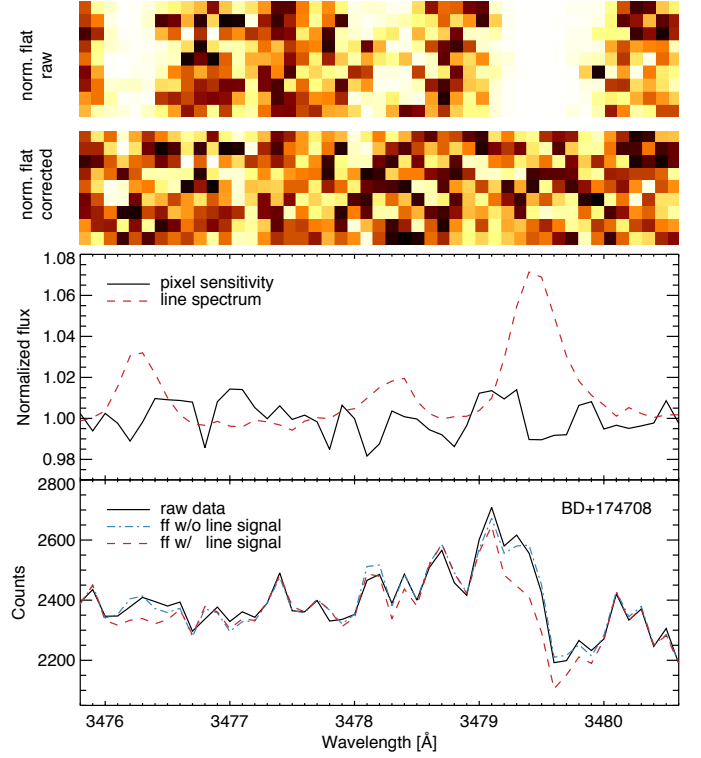 norm. flat
raw
norm. flat
corrected
1.08
1.06
1.04
1.02
1.00
0.98
Normalized flux
pixel sensitivity
line spectrum
2800
2600
2400
2200
Counts
raw data
ff w/o line signal
ff w/ line signal
BD+174708
3476
3477
3478
3479
3480
Wavelength [Å]